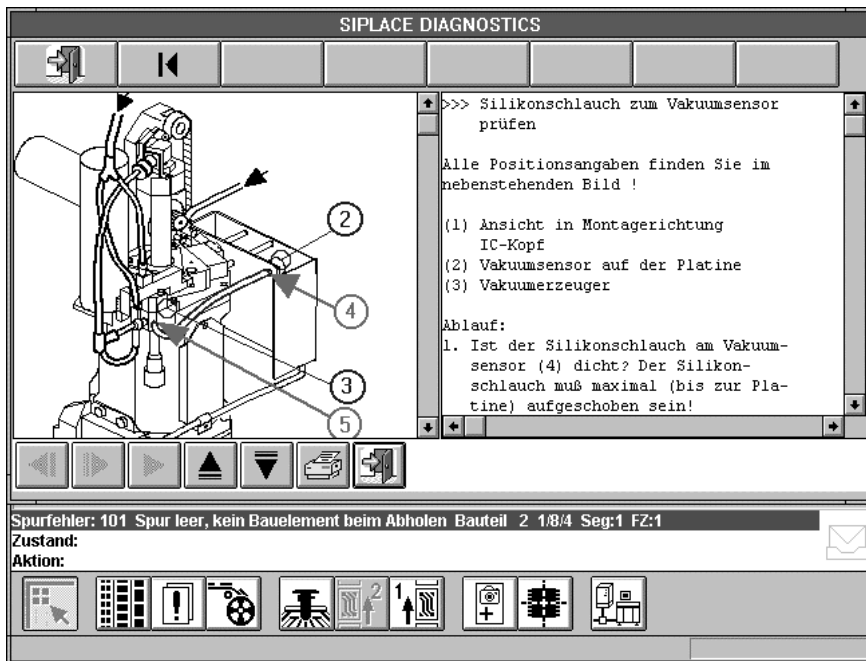 SIPLACE DIAGNOSTICS
2
4
3
5
>>> Silikonschlauch zum Vakuumsensor
prüfen
Alle Positionsangaben finden Sie im
nebenstehenden Bild !
(1) Ansicht in Montagerichtung
IC-Kopf
(2) Vakuumsensor auf der Platine
(3) Vakuumerzeuger
Ablauf:
1. Ist der Silikonschlauch am Vakuum-
sensor (4) dicht? Der Silikon-
schlauch muß maximal (bis zur Pla-
tine) aufgeschoben sein!
Spurfehler: 101 Spur leer, kein Bauelement beim Abholen Bauteil 2 1/8/4 Seg:1 FZ:1
Zustand:
Aktion:
2
1